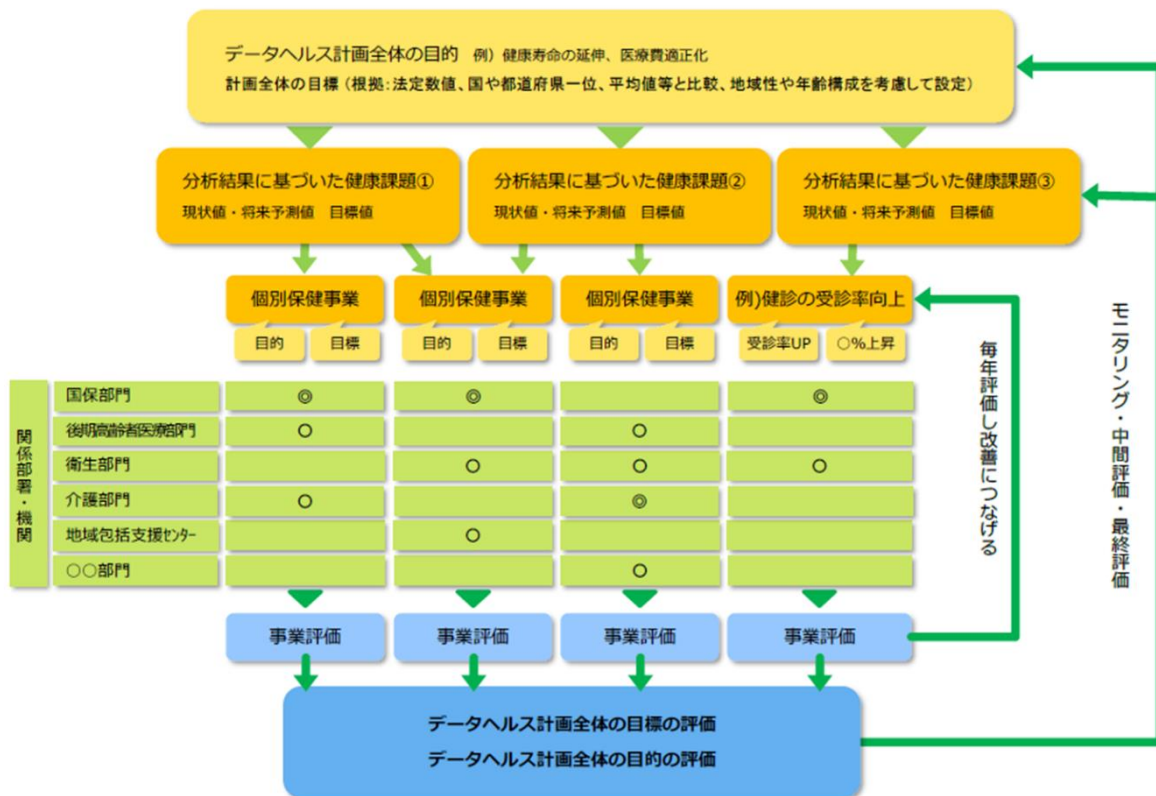 データヘルス計画全体の目的 例）健康寿命の延伸、医療費適正化
計画全体の目標（根拠：法定数値、国や都道府県一位、平均値等と比較、地域性や年齢構成を考慮して設定）
分析結果に基づいた健康課題①
現状値・将来予測値 目標値
分析結果に基づいた健康課題②
現状値・将来予測値 目標値
分析結果に基づいた健康課題③
現状値・将来予測値 目標値
個別保健事業
個別保健事業
個別保健事業
例)健診の受診率向上
目的
目標
目的
目標
目的
目標
受診率UP
○%上昇
関係部署・機関
国保部門 ◎ ◎ ◎
後期高齢者医療部門 ○ ○
衛生部門 ○ ○ ○
介護部門 ○ ◎
地域包括支援センター ○
○○部門 ○
事業評価
事業評価
事業評価
事業評価
毎年評価し改善につなげる
モニタリング・中間評価・最終評価
データヘルス計画全体の目標の評価
データヘルス計画全体の目的の評価